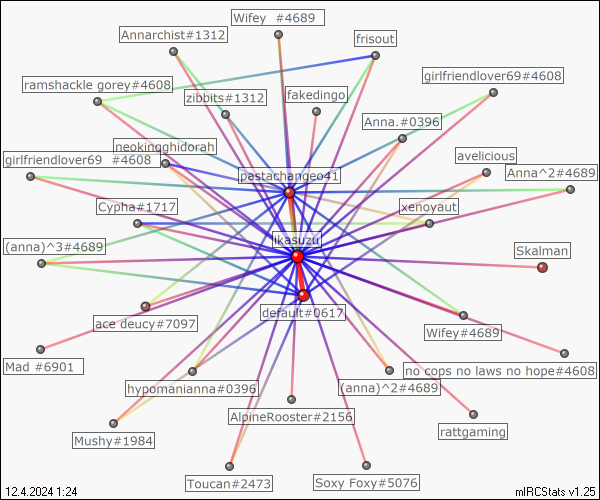 Wifey  #4689
Annarchist#1312
frisout
girlfriendlover69#4608
ramshackle gorey#4608
zibbits#1312
fakedingo
Anna.#0396
neokingghidorah
avelicious
girlfriendlover69  #4608
pastachangeo41
Anna^2#4689
Cypha#1717
xenoyaut
ikasuzu
(anna)^3#4689
Skalman
default#0617
ace deucy#7097
Wifey#4689
Mad #6901
no cops no laws no hope#4608
hypomanianna#0396
(anna)^2#4689
AlpineRooster#2156
rattgaming
Mushy#1984
Toucan#2473
Soxy Foxy#5076
12.4.2024 1:24
mIRCStats v1.25